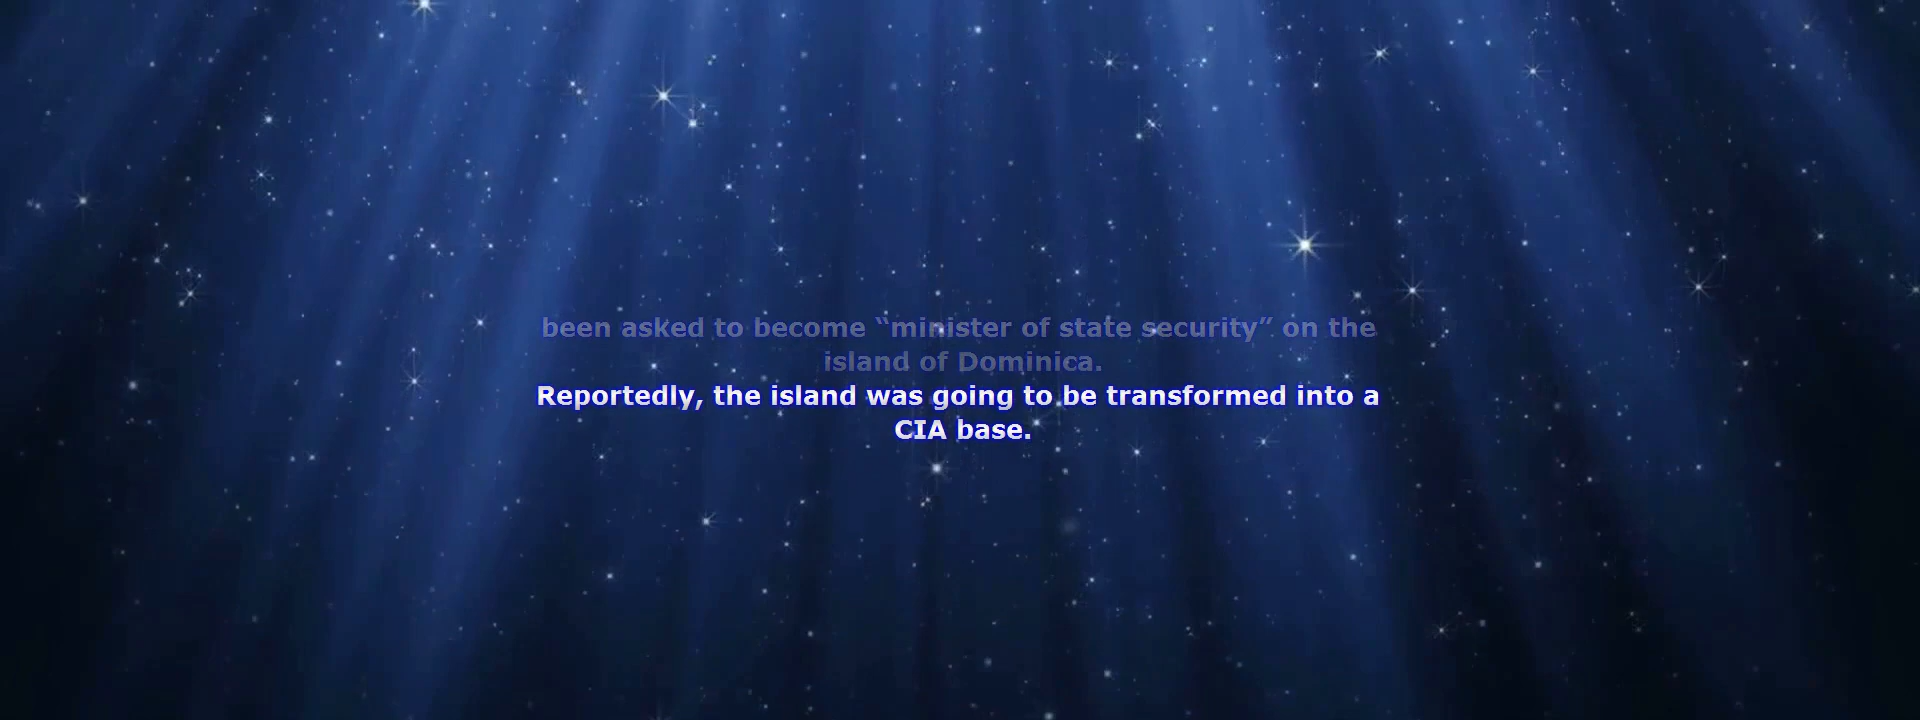 been asked to become “minister of state security” on the
island of Dominica.
Reportedly, the island was going to be transformed into a
CIA base.